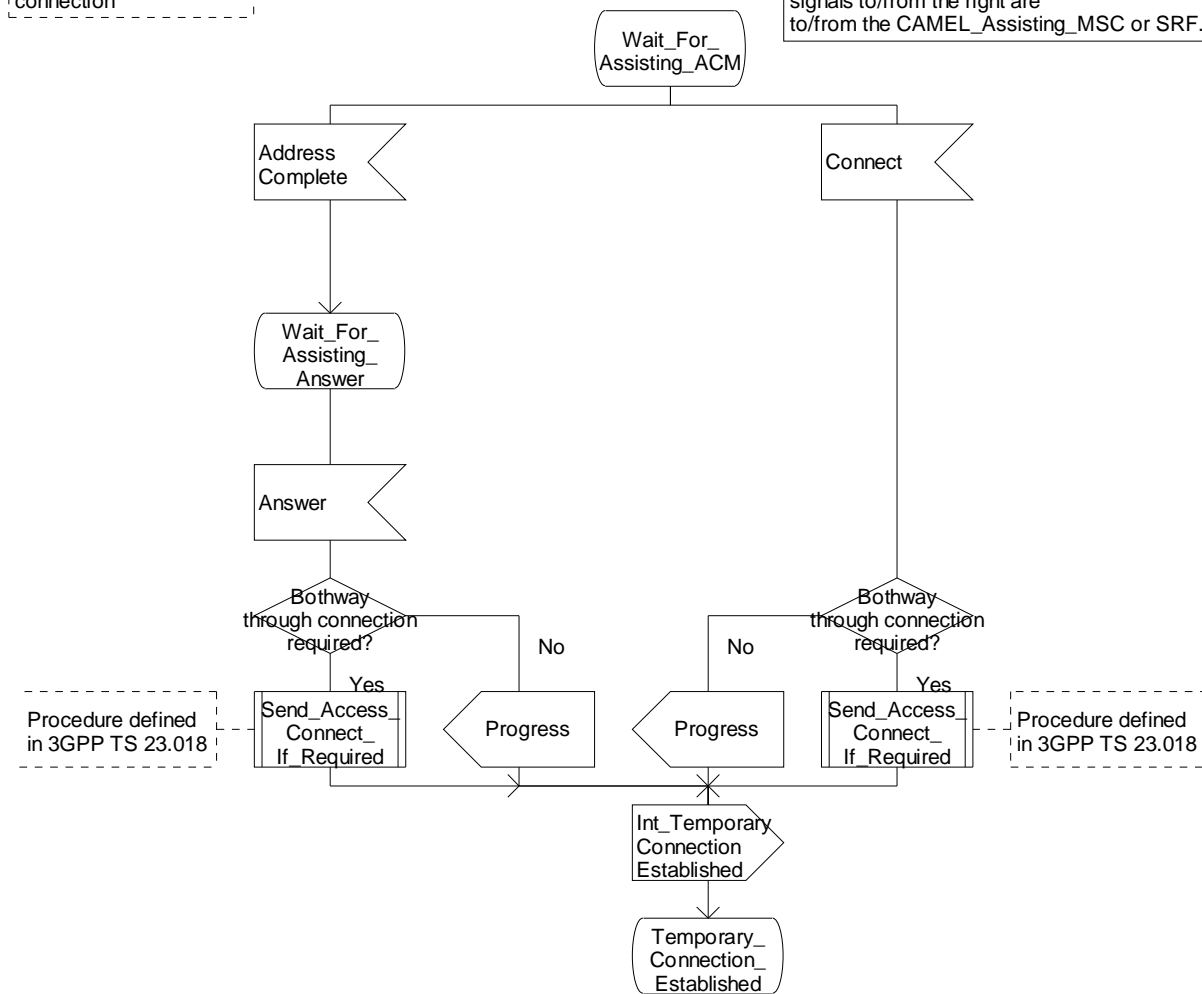 connection
signals to/from the right are
to/from the CAMEL_Assisting_MSC or SRF.
Wait_For_
Assisting_ACM
Address
Complete
Connect
Wait_For_
Assisting_
Answer
Answer
Bothway
through connection
required?
No
Yes
Bothway
through connection
required?
No
Yes
Procedure defined
in 3GPP TS 23.018
Send_Access_
Connect_
If_Required
Progress
Progress
Send_Access_
Connect_
If_Required
Procedure defined
in 3GPP TS 23.018
Int_Temporary
Connection
Established
Temporary_
Connection_
Established